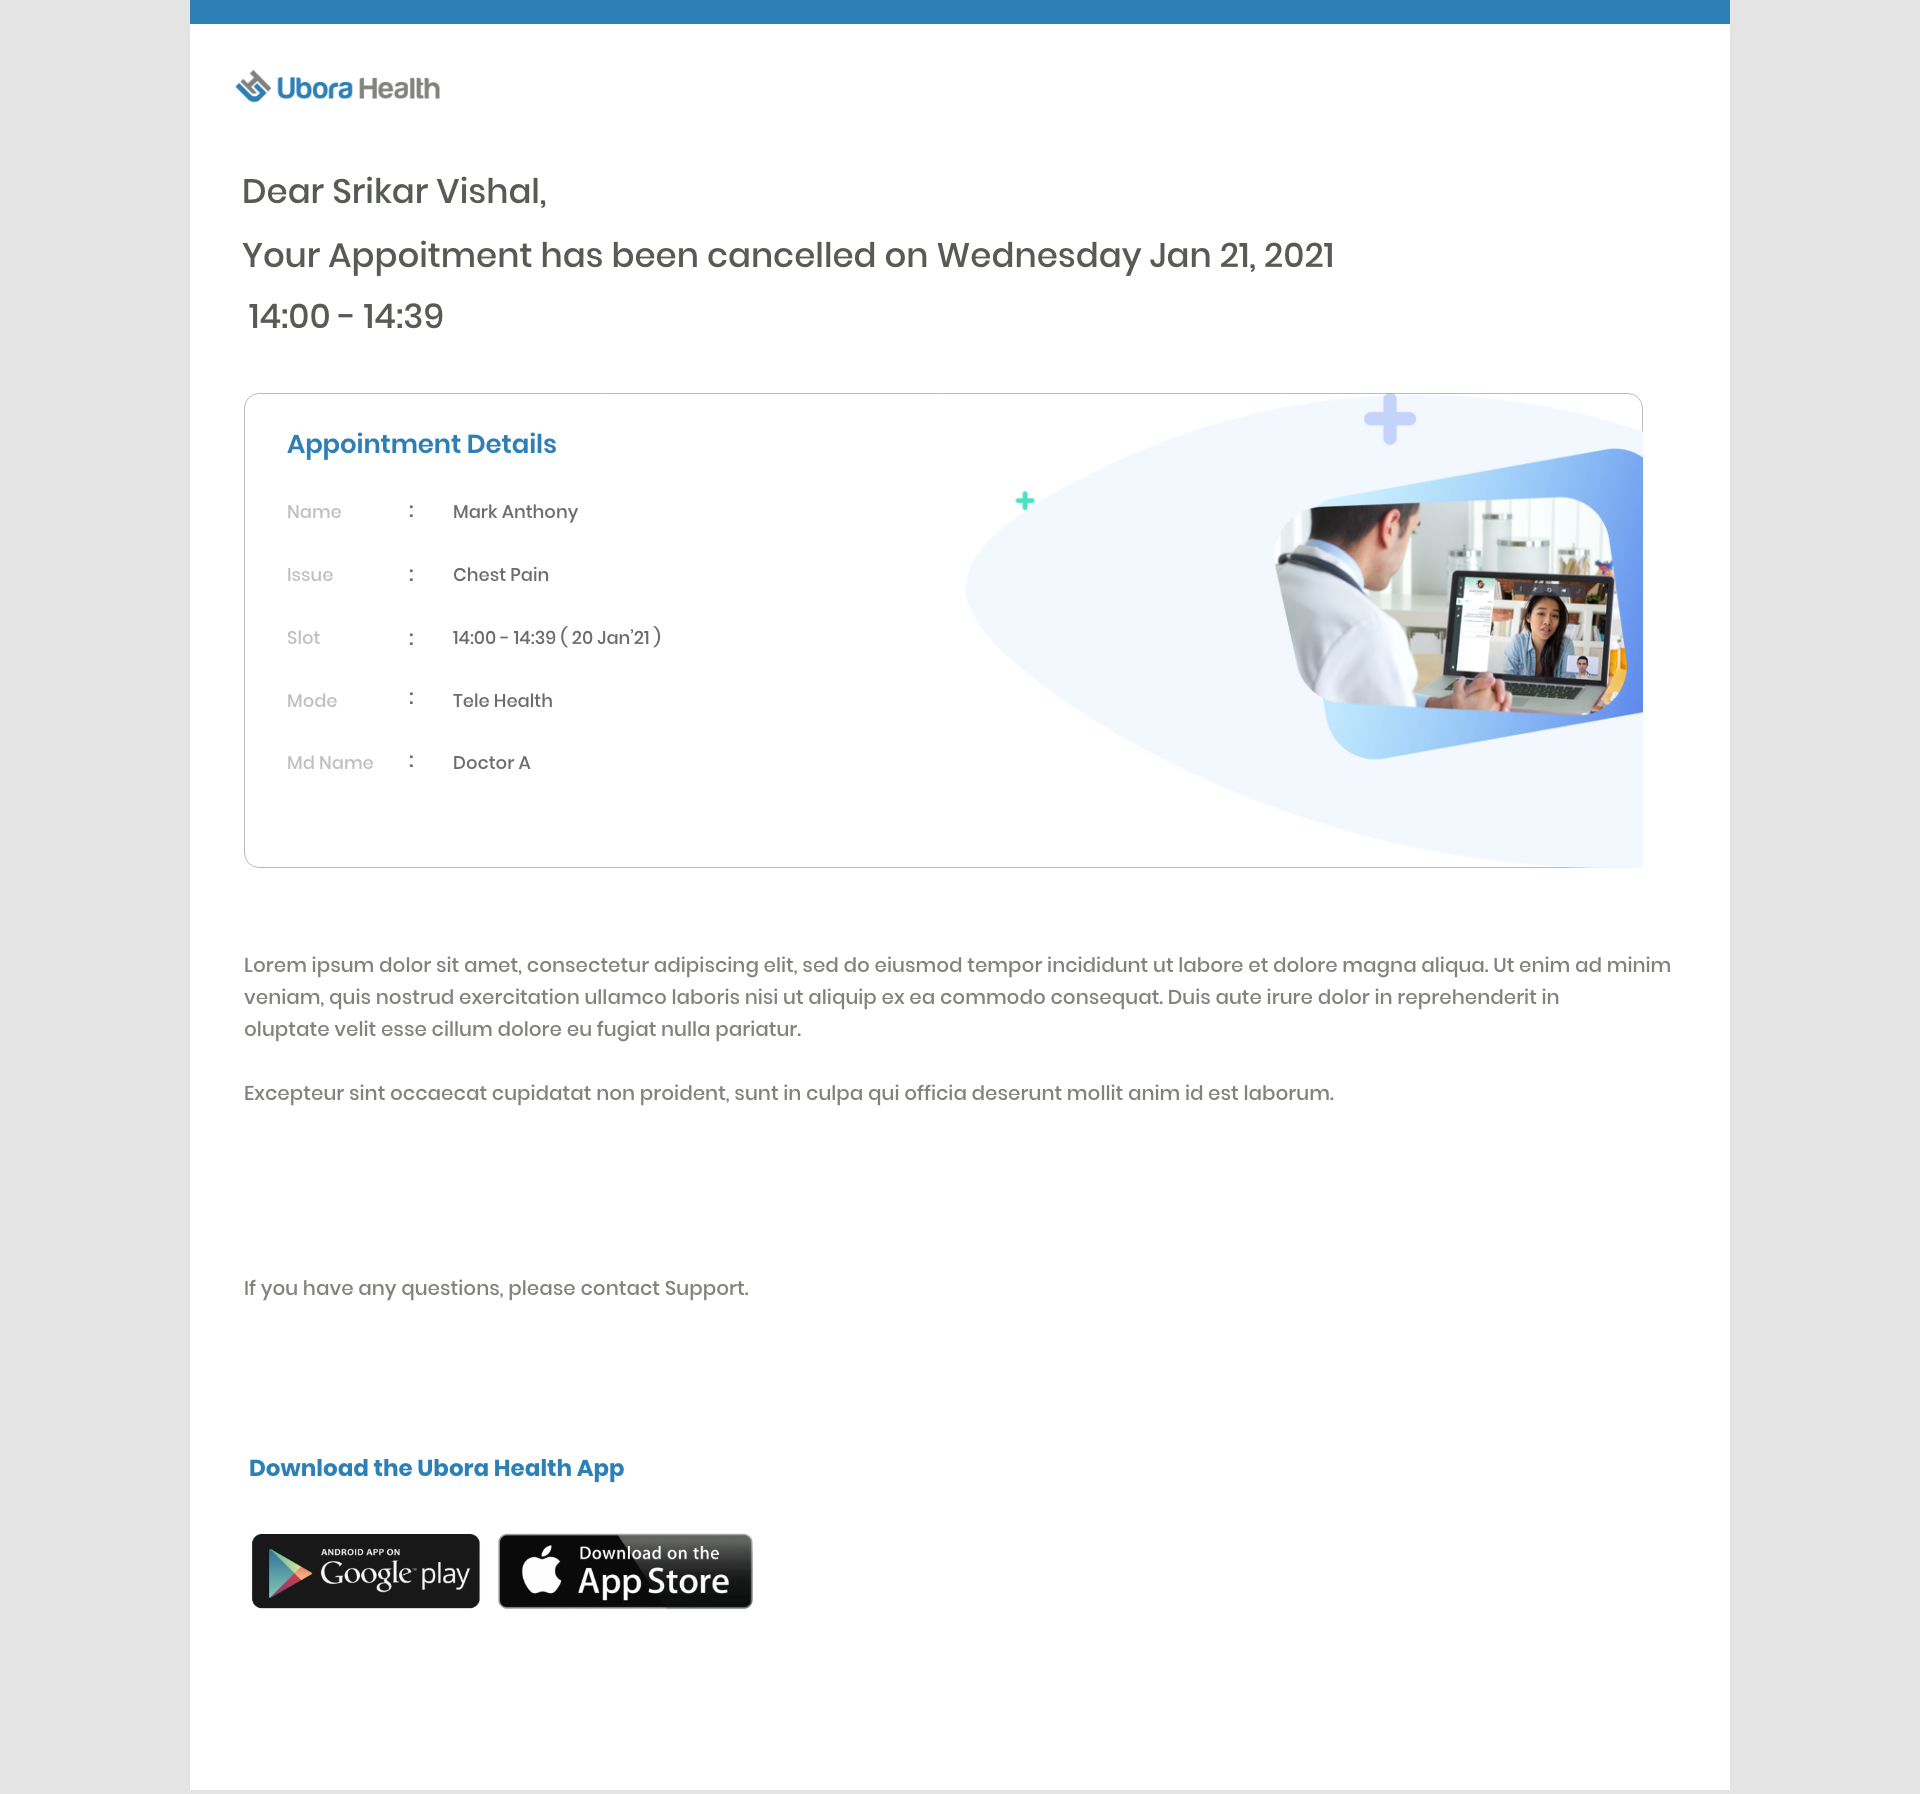 Ubora Health
Dear Srikar Vishal,
Your Appoitment has been cancelled on Wednesday Jan 21, 2021
14:00 - 14:39
Appointment Details
Name : Mark Anthony
Issue : Chest Pain
Slot : 14:00 - 14:39 ( 20 Jan'21 )
Mode : Tele Health
Md Name : Doctor A
Lorem ipsum dolor sit amet, consectetur adipiscing elit, sed do eiusmod tempor incididunt ut labore et dolore magna aliqua. Ut enim ad minim
veniam, quis nostrud exercitation ullamco laboris nisi ut aliquip ex ea commodo consequat. Duis aute irure dolor in reprehenderit in
oluptate velit esse cillum dolore eu fugiat nulla pariatur.
Excepteur sint occaecat cupidatat non proident, sunt in culpa qui officia deserunt mollit anim id est laborum.
If you have any questions, please contact Support.
Download the Ubora Health App
ANDROID APP ON
Google play
Download on the
App Store